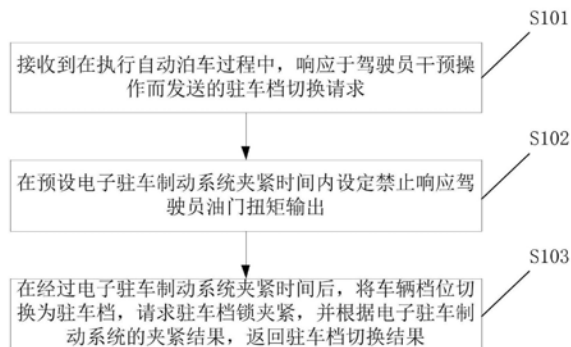 S101
接收到在执行自动泊车过程中，响应于驾驶员干预操
作而发送的驻车档切换请求
S102
在预设电子驻车制动系统夹紧时间内设定禁止响应驾
驶员油门扭矩输出
S103
在经过电子驻车制动系统夹紧时间后，将车辆档位切
换为驻车档，请求驻车档锁夹紧，并根据电子驻车制
动系统的夹紧结果，返回驻车档切换结果